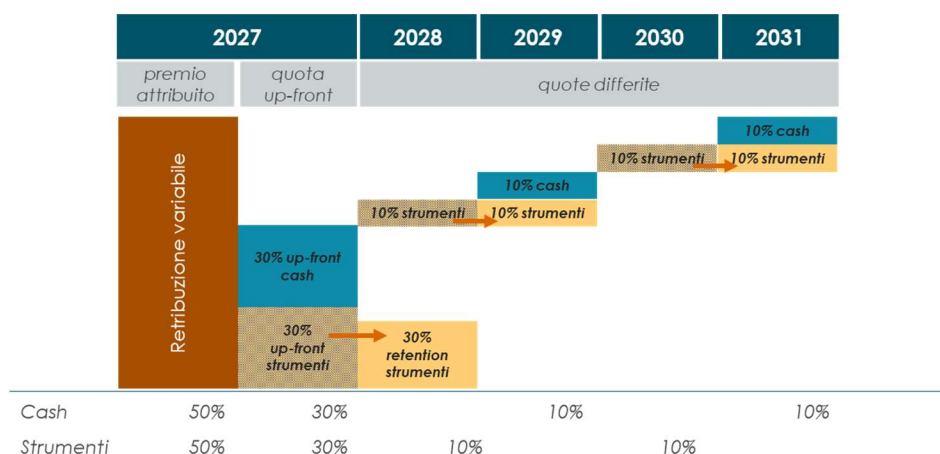 2027 2028 2029 2030 2031
premio
attribuito
quota
up-front
quote differite
Retribuzione variabile
10% cash
10% strumenti 10% strumenti
10% cash
10% strumenti 10% strumenti
30% up-front
cash
30%
up-front
strumenti
30%
retention
strumenti
Cash 50% 30% 10% 10%
Strumenti 50% 30% 10% 10%